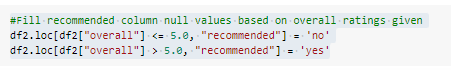 #Fill recommended column null values based on overall ratings given
df2.loc[df2["overall"] <= 5.0, "recommended"] = 'no'
df2.loc[df2["overall"] > 5.0, "recommended"] = 'yes'